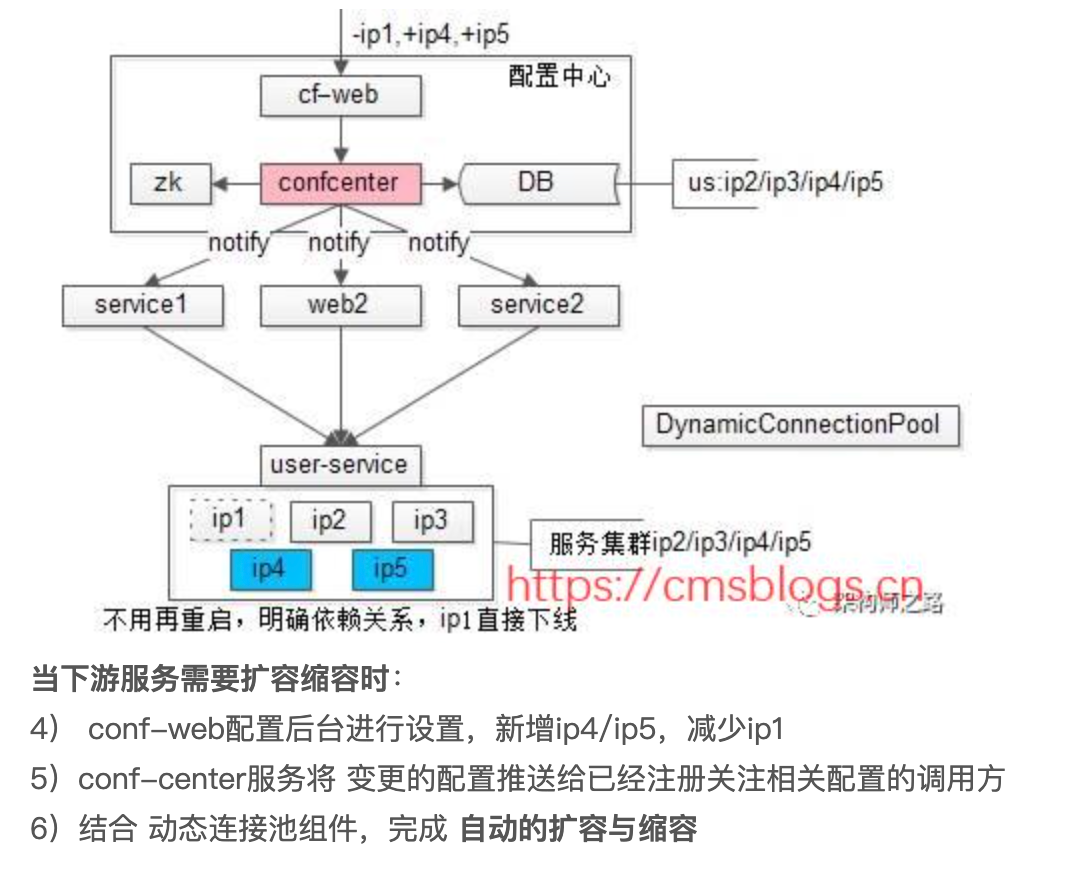 -ip1,+ip4,+ip5
配置中心
cf-web
zk
confcenter
DB
us:ip2/ip3/ip4/ip5
notify
notify
notify
service1
web2
service2
DynamicConnectionPool
user-service
ip1
ip2
ip3
服务集群ip2/ip3/ip4/ip5
ip4
ip5
https://cmsblogs.cn
架构师之路
不用再重启，明确依赖关系，ip1直接下线
当下游服务需要扩容缩容时：
4） conf-web配置后台进行设置，新增ip4/ip5，减少ip1
5）conf-center服务将 变更的配置推送给已经注册关注相关配置的调用方
6）结合 动态连接池组件，完成 自动的扩容与缩容